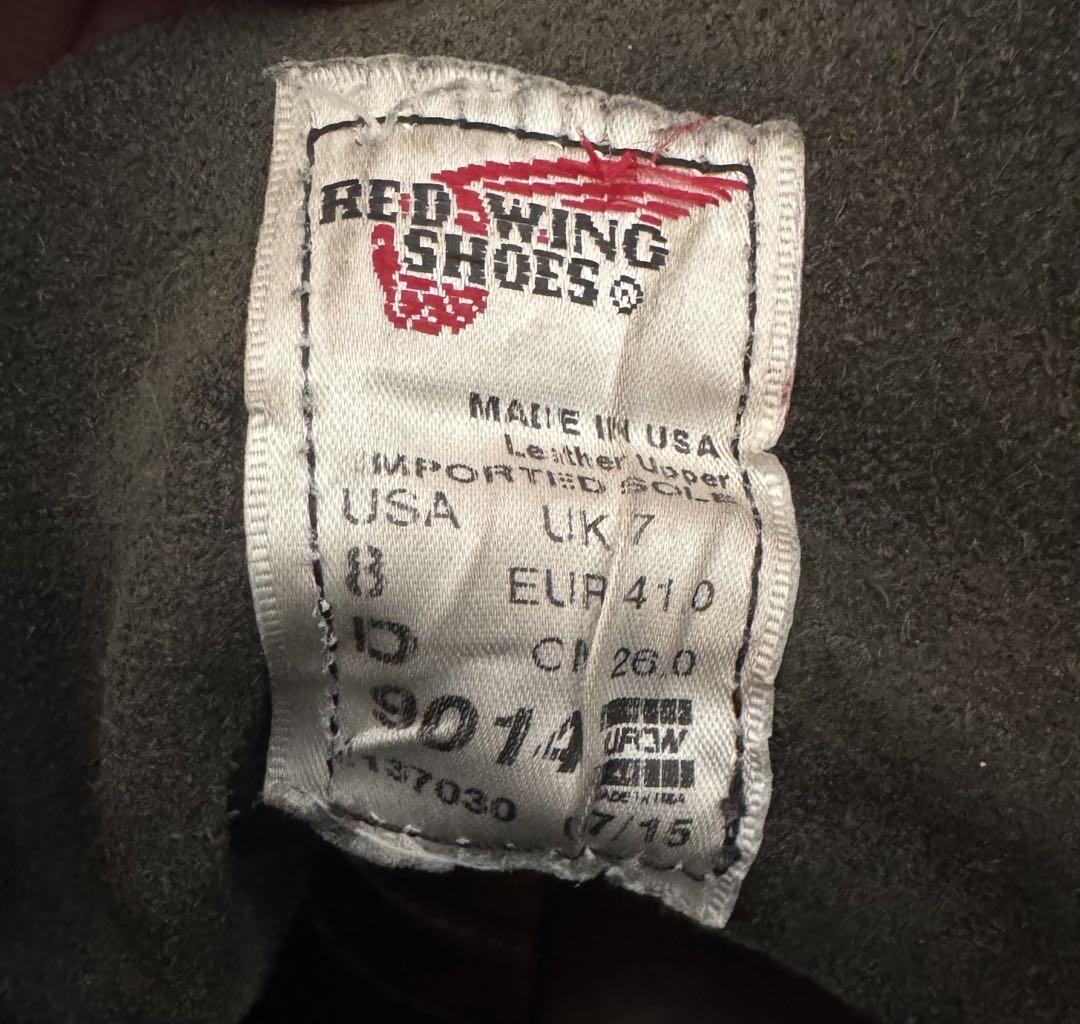 RED WING
SHOES ®
MADE IN USA
Leather Upper
IMPORTED SOLE
USA UK 7
8 EUR 41 0
D CM 26.0
9014
137030 07/15